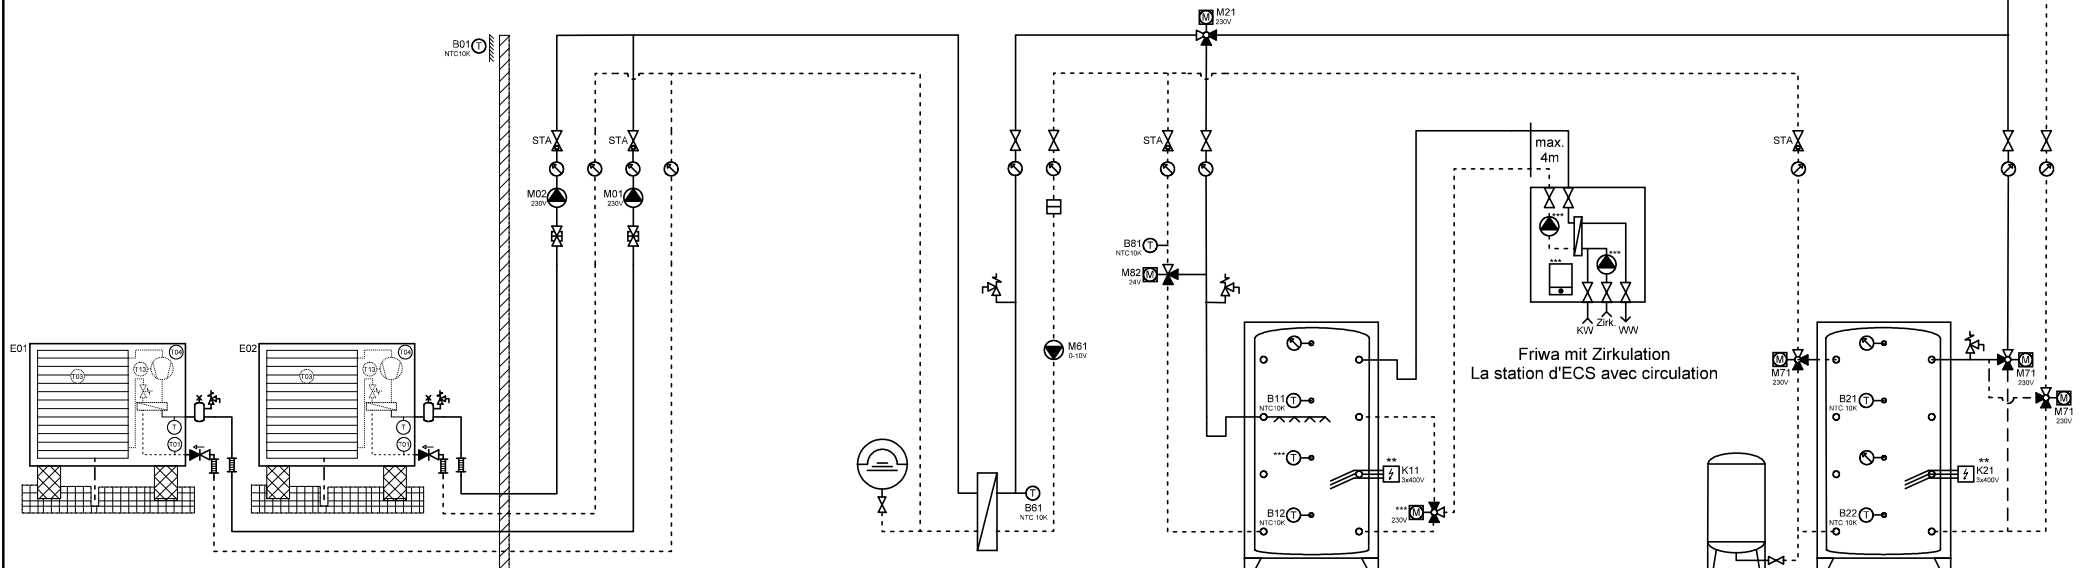 M21
230V
B01
T
NTC10K
STA
STA
STA
STA
max.
4m
M02
230V
M01
230V
***
***
***
B81
T
NTC10K
M82
M
24V
KW
Zirk.
WW
E01
T04
T13
T03
T
T01
E02
T04
T13
T03
T
T01
M61
0-10V
Friwa mit Zirkulation
La station d'ECS avec circulation
M
M71
230V
M
M71
230V
M
M71
230V
B11
T
NTC10K
B21
T
NTC 10K
***
T
**
K11
3x400V
**
K21
3x400V
T
B61
NTC 10K
B12
T
NTC10K
***
M
230V
B22
T
NTC 10K